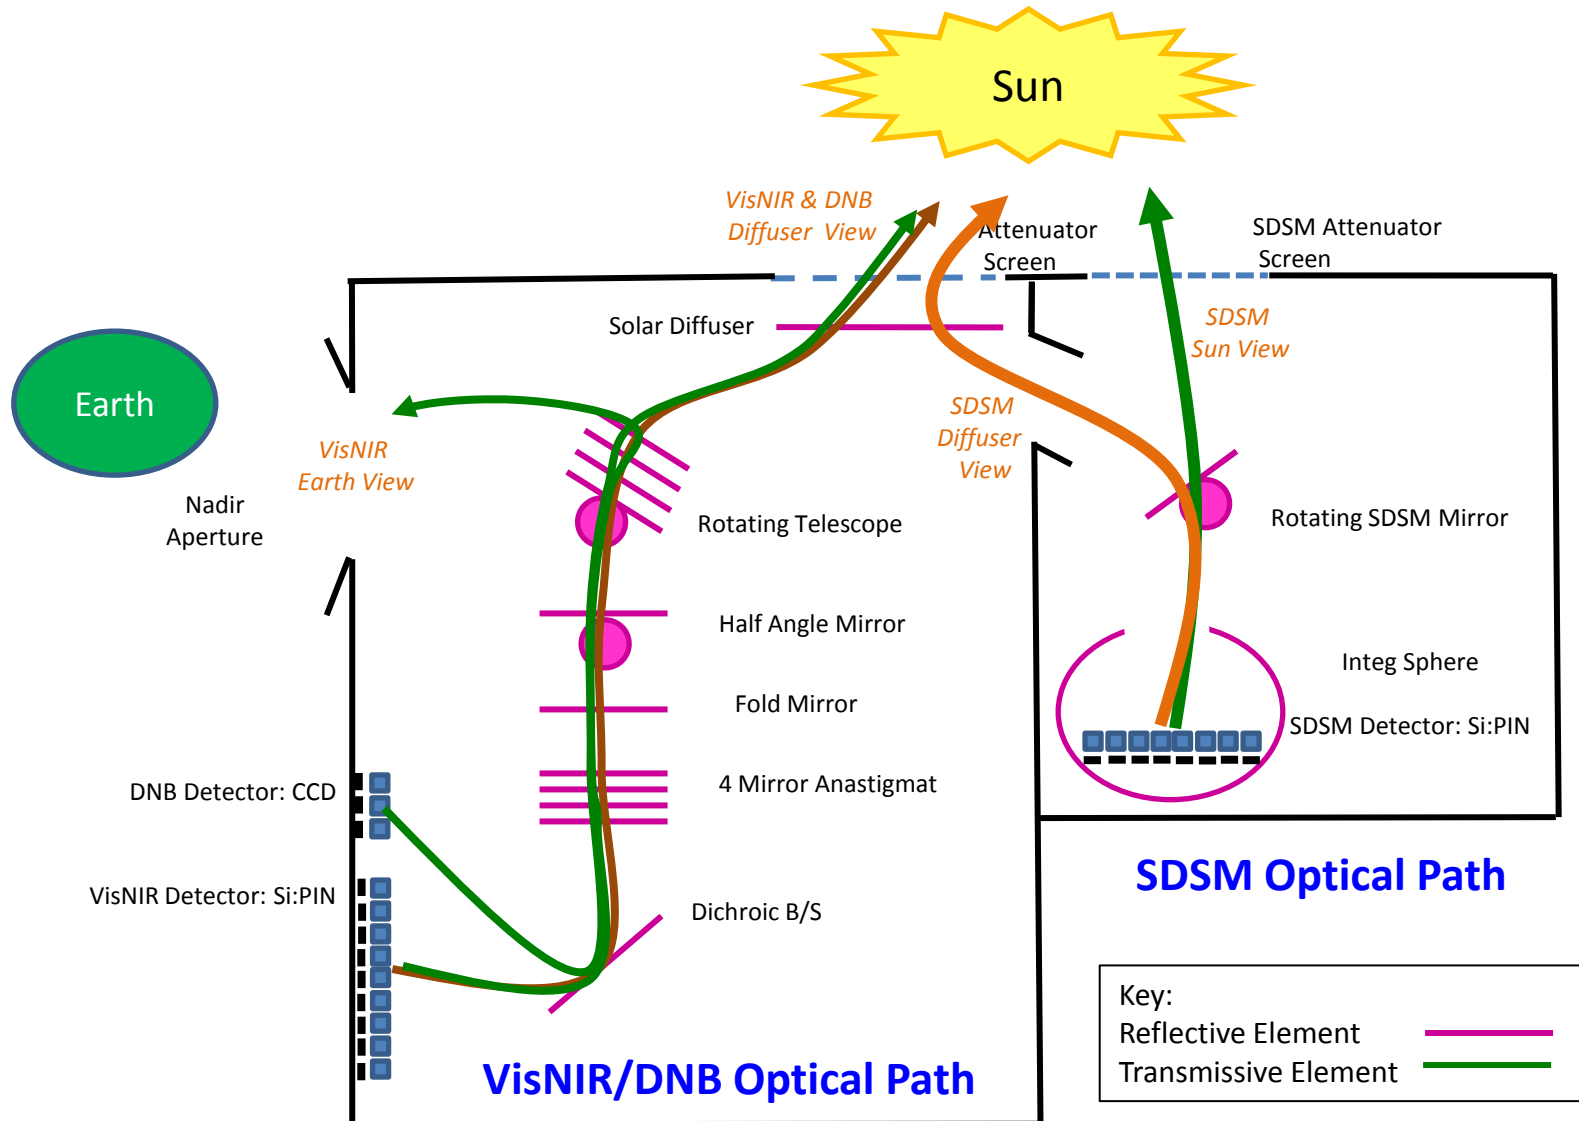 Sun
VisNIR & DNB
Diffuser View
Attenuator
Screen
SDSM Attenuator
Screen
Solar Diffuser
SDSM
Sun View
Earth
VisNIR
Earth View
SDSM
Diffuser
View
Nadir
Aperture
Rotating Telescope
Rotating SDSM Mirror
Half Angle Mirror
Integ Sphere
Fold Mirror
SDSM Detector: Si:PIN
DNB Detector: CCD
4 Mirror Anastigmat
VisNIR Detector: Si:PIN
Dichroic B/S
SDSM Optical Path
VisNIR/DNB Optical Path
Key:
Reflective Element
Transmissive Element